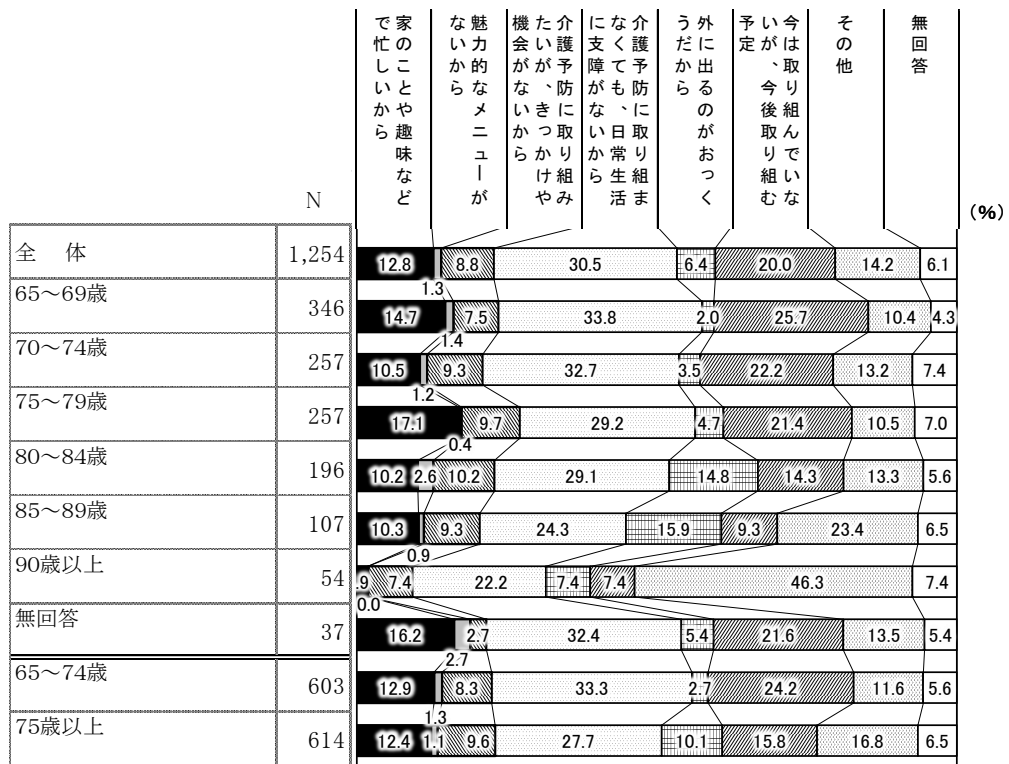 家のことや趣味など
で忙しいから
魅力的なメニューが
ないから
介護予防に取り組み
たいが、きっかけや
機会がないから
介護予防に取り組ま
なくても、日常生活
に支障がないから
外に出るのがおっく
うだから
今は取り組んでいな
いが、今後取り組む
予定
その他
無回答
N
(%)
全 体 1,254 12.8 8.8 30.5 6.4 20.0 14.2 6.1
1.3
65～69歳 346 14.7 7.5 33.8 2.0 25.7 10.4 4.3
1.4
70～74歳 257 10.5 9.3 32.7 3.5 22.2 13.2 7.4
1.2
75～79歳 257 17.1 9.7 29.2 4.7 21.4 10.5 7.0
0.4
80～84歳 196 10.2 2.6 10.2 29.1 14.8 14.3 13.3 5.6
85～89歳 107 10.3 9.3 24.3 15.9 9.3 23.4 6.5
0.9
90歳以上 54 .9 7.4 22.2 7.4 7.4 46.3 7.4
0.0
無回答 37 16.2 2.7 32.4 5.4 21.6 13.5 5.4
2.7
65～74歳 603 12.9 8.3 33.3 2.7 24.2 11.6 5.6
1.3
75歳以上 614 12.4 1.1 9.6 27.7 10.1 15.8 16.8 6.5